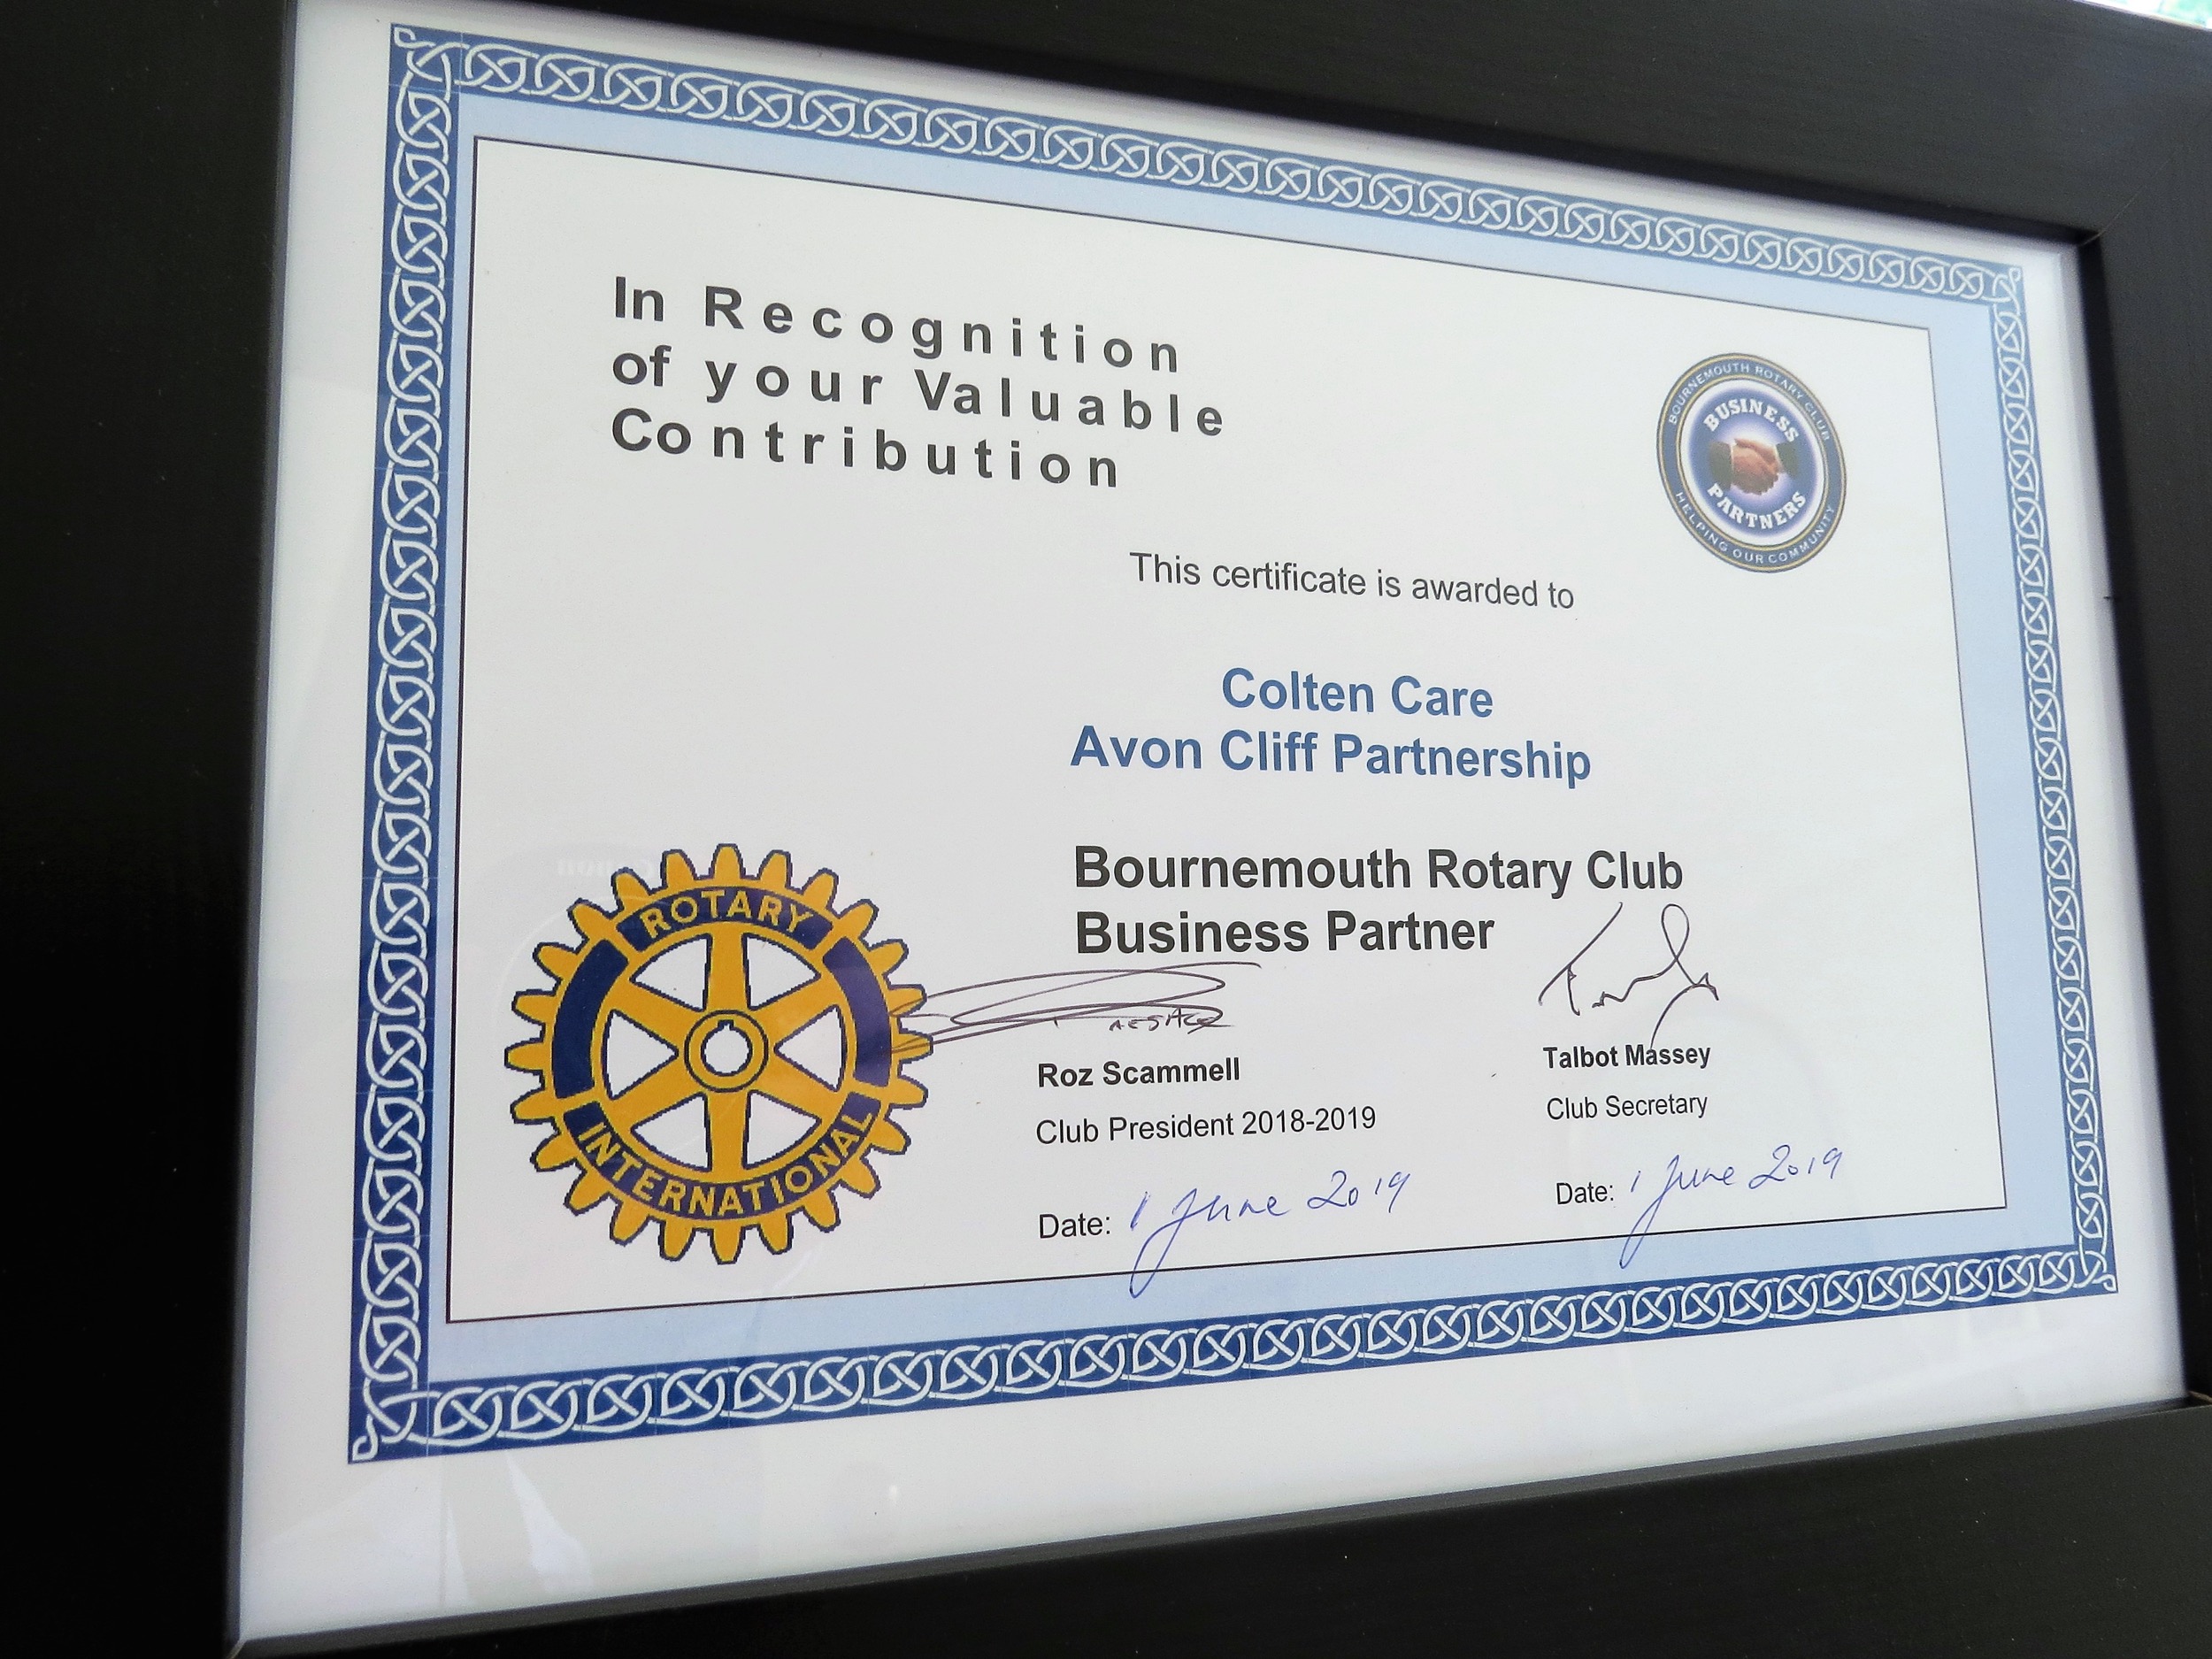 In Recognition
of your Valuable
Contribution
BOURNEMOUTH ROTARY CLUB
BUSINESS
PARTNERS
HELPING OUR COMMUNITY
This certificate is awarded to
Colten Care
Avon Cliff Partnership
Bournemouth Rotary Club
Business Partner
ROTARY
INTERNATIONAL
Roz Scammell
Club President 2018-2019
Date: 1 June 2019
Talbot Massey
Club Secretary
Date: 1 June 2019